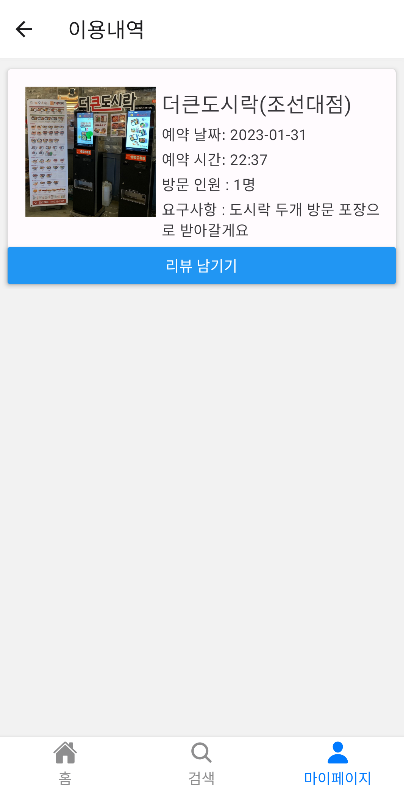 이용내역
더큰도시락
더큰도시락(조선대점)
예약 날짜: 2023-01-31
예약 시간: 22:37
방문 인원 : 1명
요구사항 : 도시락 두개 방문 포장으
로 받아갈게요
리뷰 남기기
홈
검색
마이페이지